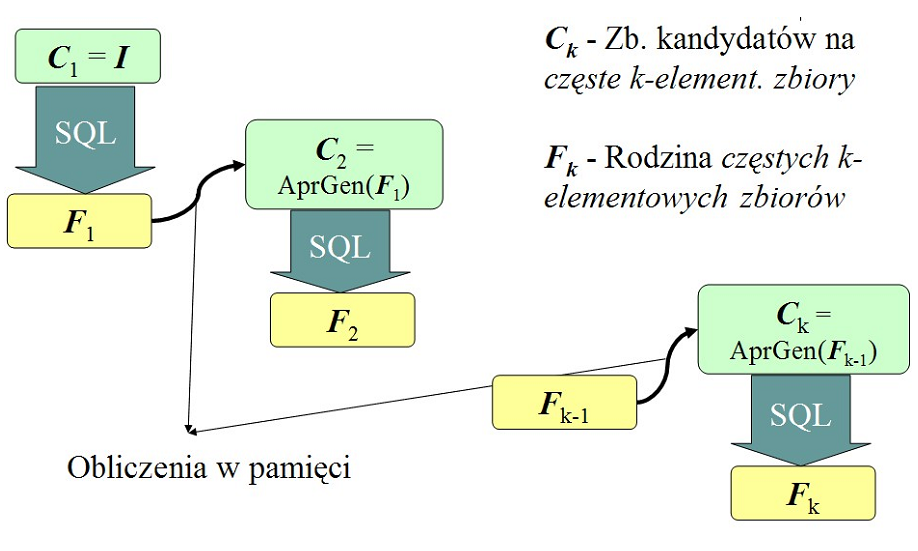 C1 = I
SQL
F1
C2 =
AprGen(F1)
SQL
F2
Ck - Zb. kandydatów na
częste k-element. zbiory
Fk - Rodzina częstych k-
elementowych zbiorów
Ck =
AprGen(Fk-1)
Fk-1
SQL
Fk
Obliczenia w pamięci